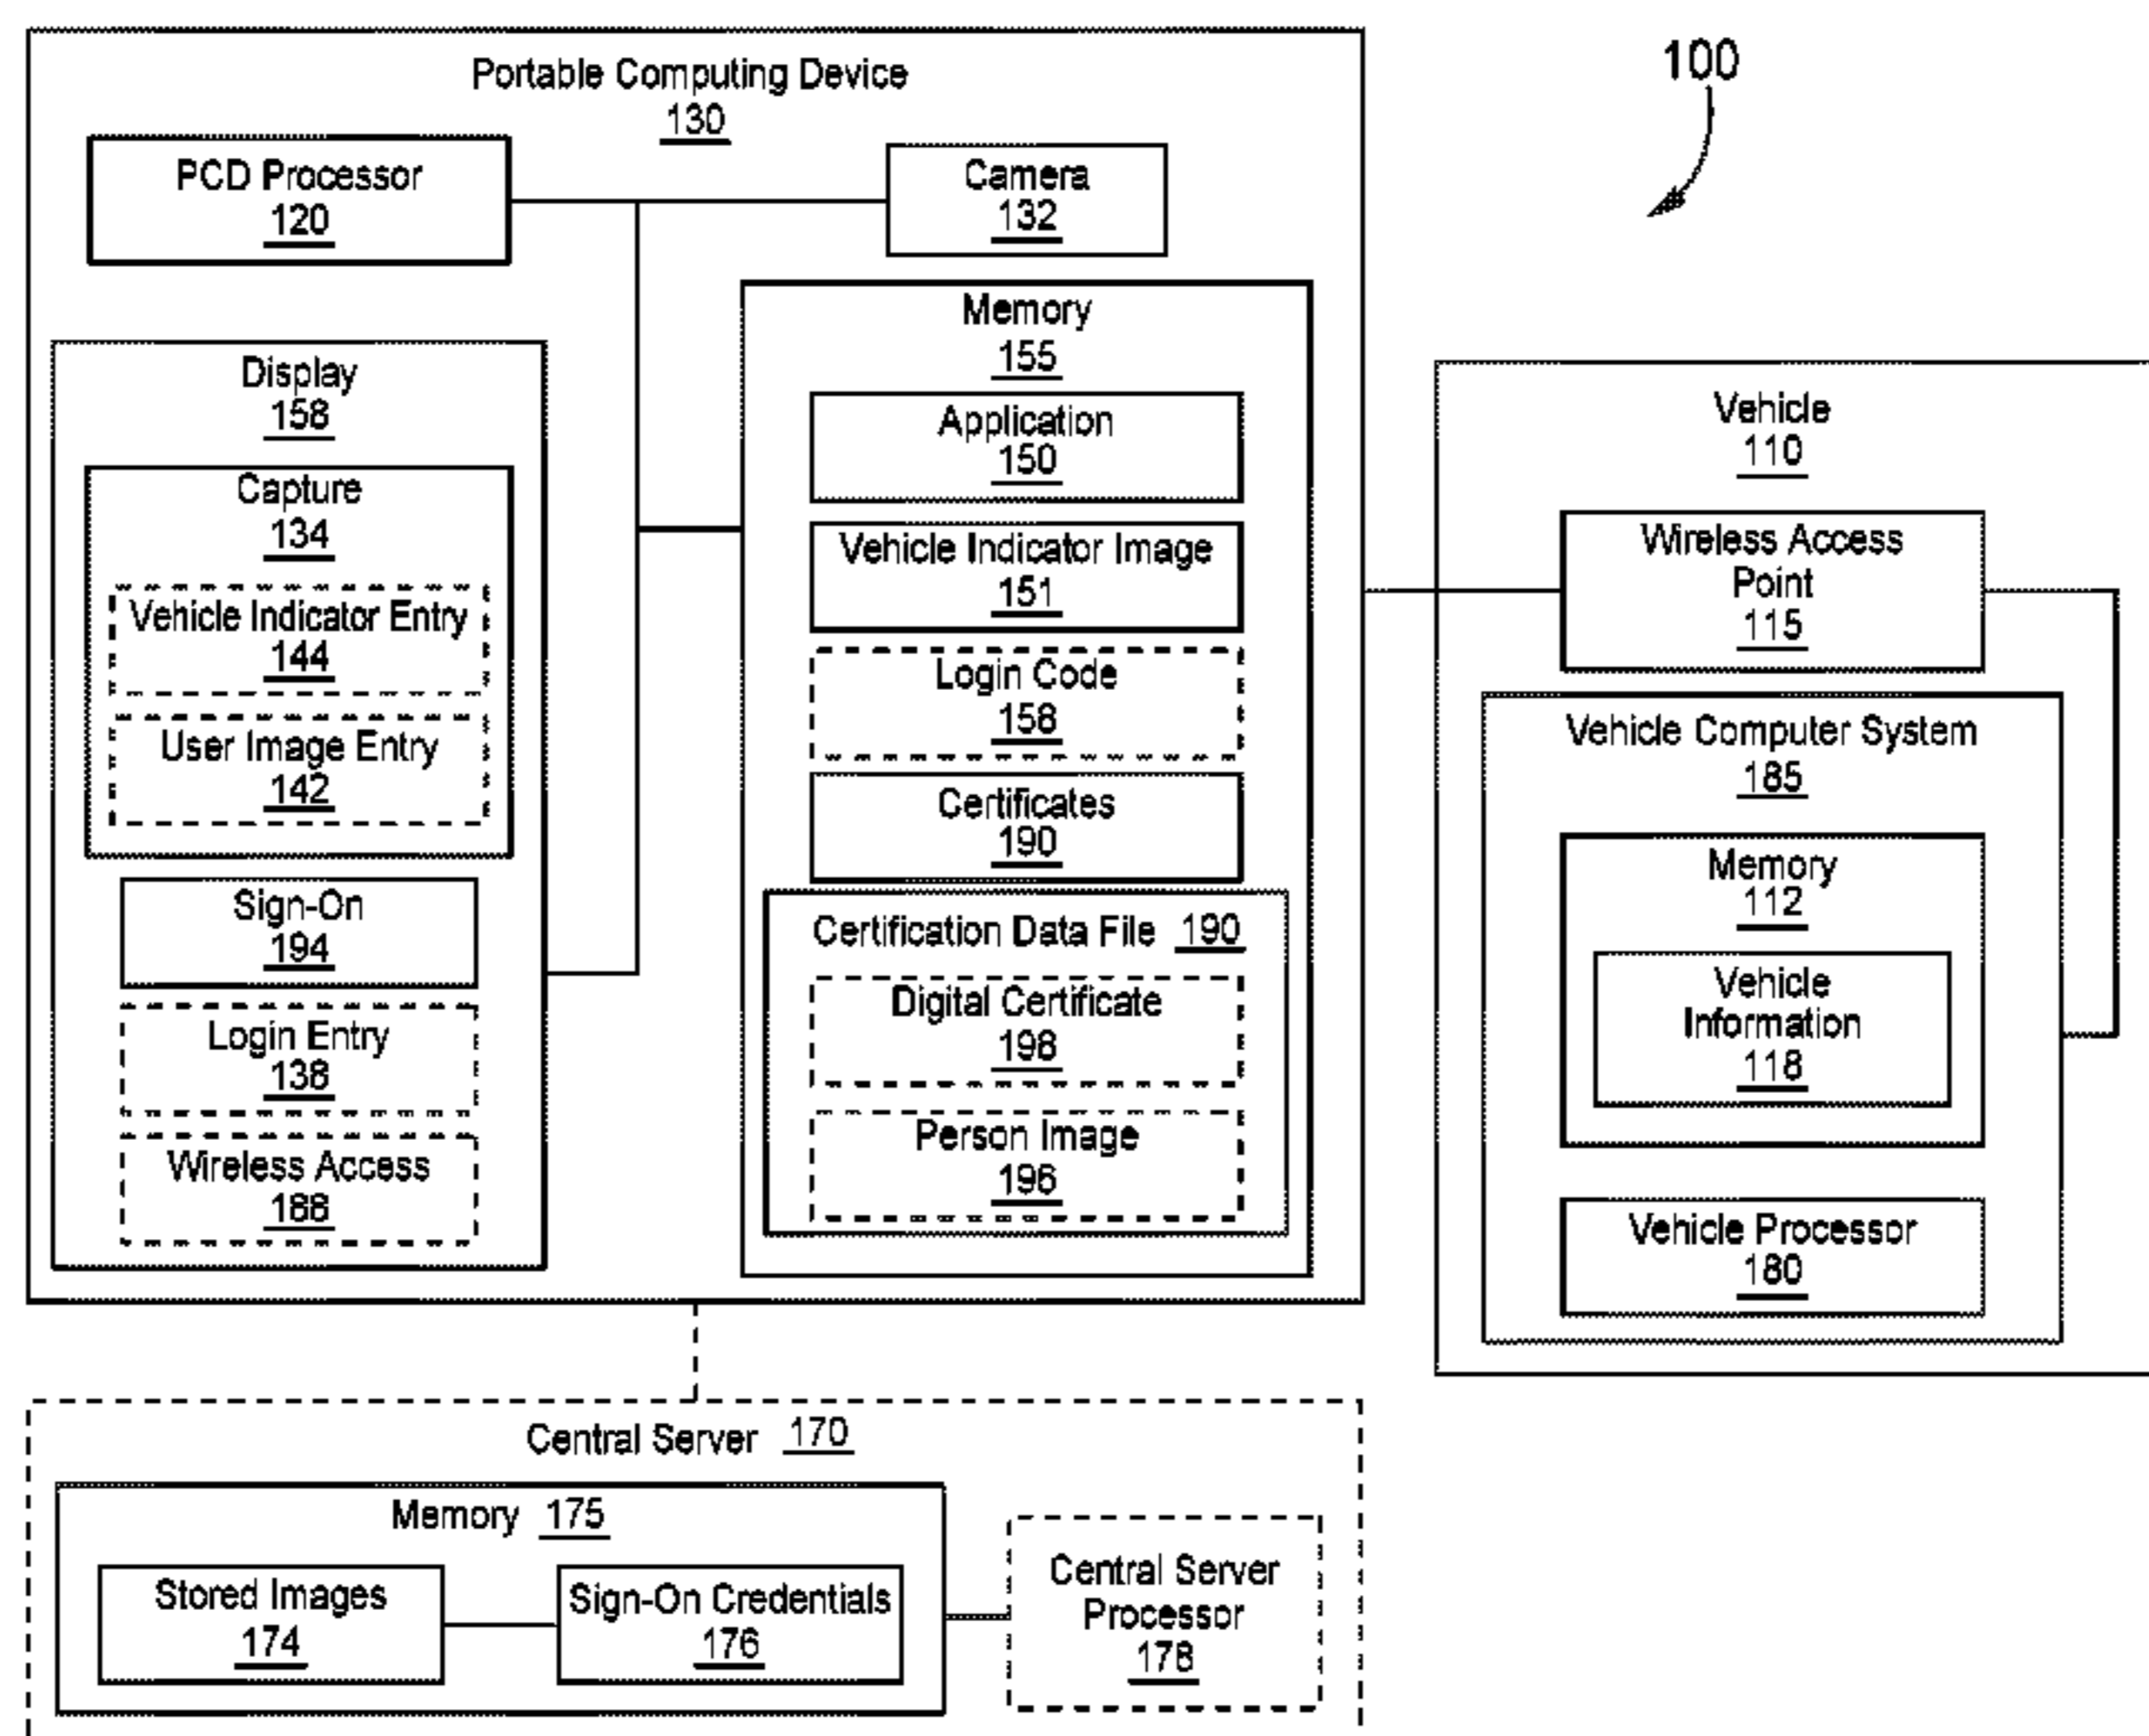 100
Portable Computing Device
130
PCD Processor
120
Camera
132
Display
158
Capture
134
Vehicle Indicator Entry
144
User Image Entry
142
Sign-On
194
Login Entry
138
Wireless Access
188
Memory
155
Application
150
Vehicle Indicator Image
151
Login Code
158
Certificates
190
Certification Data File 190
Digital Certificate
198
Person Image
196
Vehicle
110
Wireless Access
Point
115
Vehicle Computer System
185
Memory
112
Vehicle
Information
118
Vehicle Processor
180
Central Server 170
Memory 175
Stored Images
174
Sign-On Credentials
176
Central Server
Processor
178